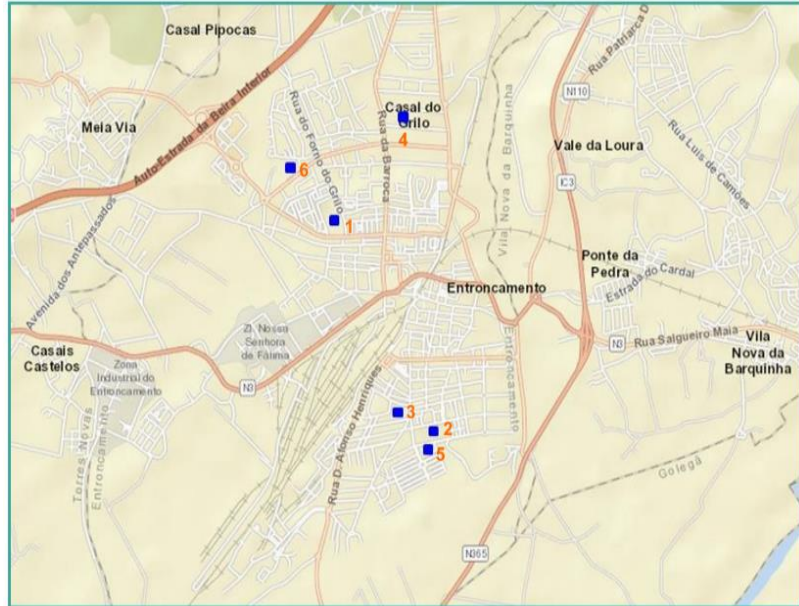 Casal Pipocas
Rua Patriarca D
N110
Meia Via
Auto-Estrada da Beira Interior
Rua do Forno do Grilo
Casal do
Grilo
4
Rua da Barroca
Vila Nova da Barquinha
Vale da Loura
Rua Luis de Camões
6
IC3
1
Avenida dos Antepassados
Ponte da
Pedra
Estrada do Cardal
Entroncamento
Casais
Castelos
ZI. Nossa
Senhora
de Fátima
N3
Zona
Industrial do
Entroncamento
N3
Rua Salgueiro Maia
Vila
Nova da
Barquinha
Entroncamento
Rua D. Afonso Henriques
3
2
5
Torres Novas
Entroncamento
Golegã
N365